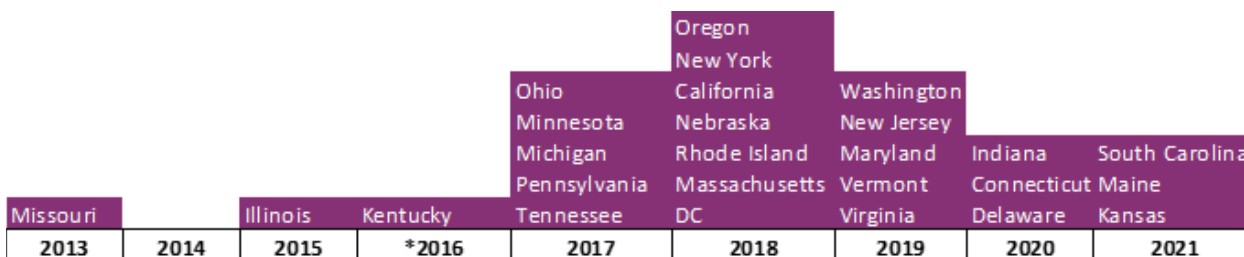 Oregon
New York
Ohio California Washington
Minnesota Nebraska New Jersey
Michigan Rhode Island Maryland Indiana South Carolina
Pennsylvania Massachusetts Vermont Connecticut Maine
Missouri Illinois Kentucky Tennessee DC Virginia Delaware Kansas
2013 2014 2015 *2016 2017 2018 2019 2020 2021